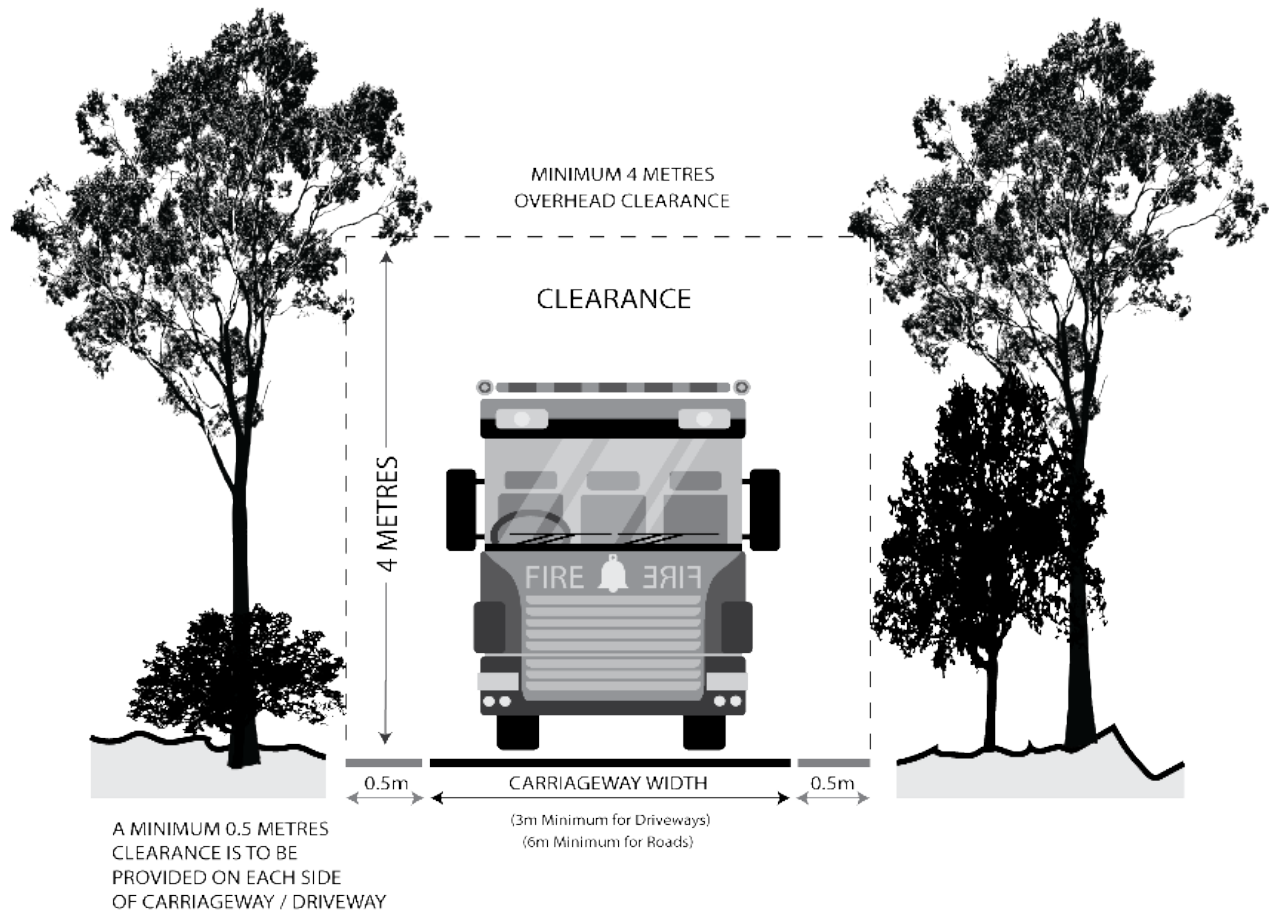 MINIMUM 4 METRES
OVERHEAD CLEARANCE
CLEARANCE
4 METRES
FIRE FIRE
0.5m CARRIAGEWAY WIDTH 0.5m
(3m Minimum for Driveways)
(6m Minimum for Roads)
A MINIMUM 0.5 METRES
CLEARANCE IS TO BE
PROVIDED ON EACH SIDE
OF CARRIAGEWAY / DRIVEWAY